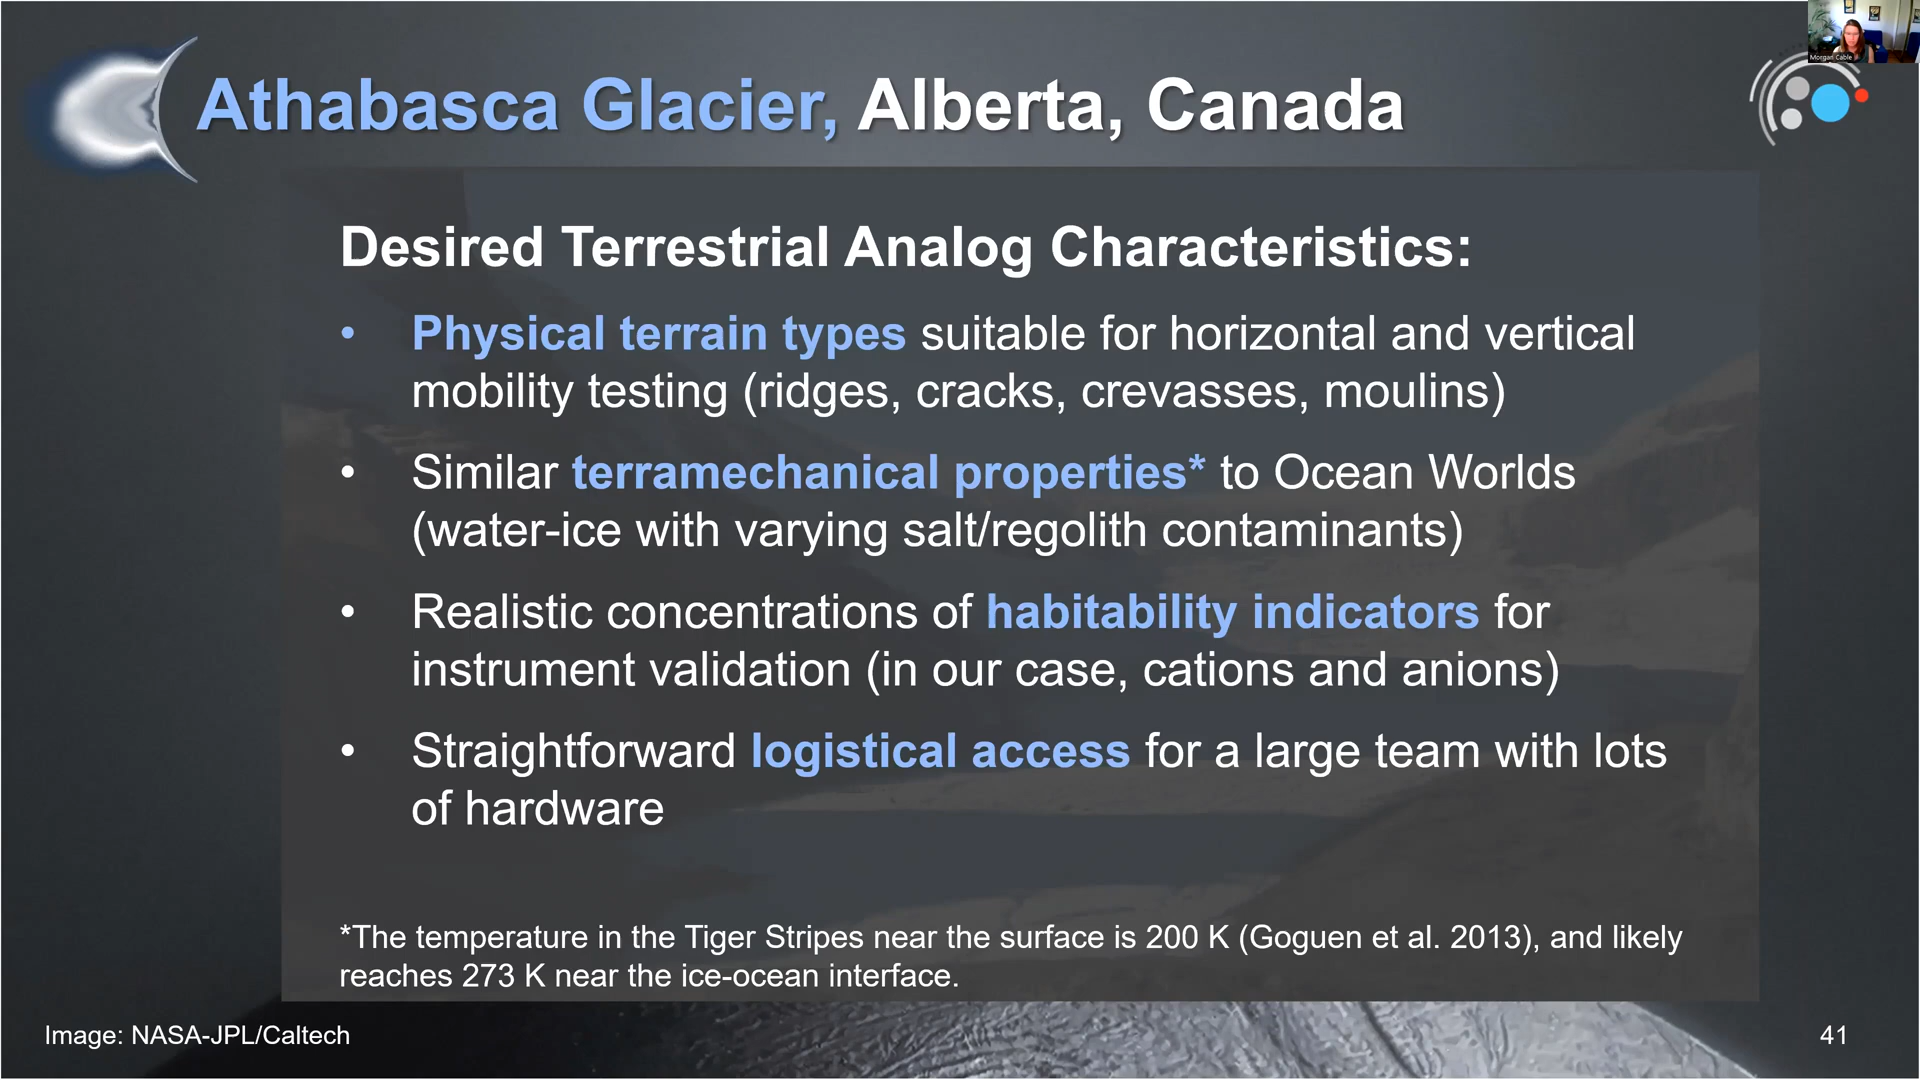 Athabasca Glacier, Alberta, Canada
Morgan Cable
Desired Terrestrial Analog Characteristics:
• Physical terrain types suitable for horizontal and vertical
mobility testing (ridges, cracks, crevasses, moulins)
• Similar terramechanical properties* to Ocean Worlds
(water-ice with varying salt/regolith contaminants)
• Realistic concentrations of habitability indicators for
instrument validation (in our case, cations and anions)
• Straightforward logistical access for a large team with lots
of hardware
*The temperature in the Tiger Stripes near the surface is 200 K (Goguen et al. 2013), and likely
reaches 273 K near the ice-ocean interface.
Image: NASA-JPL/Caltech
41